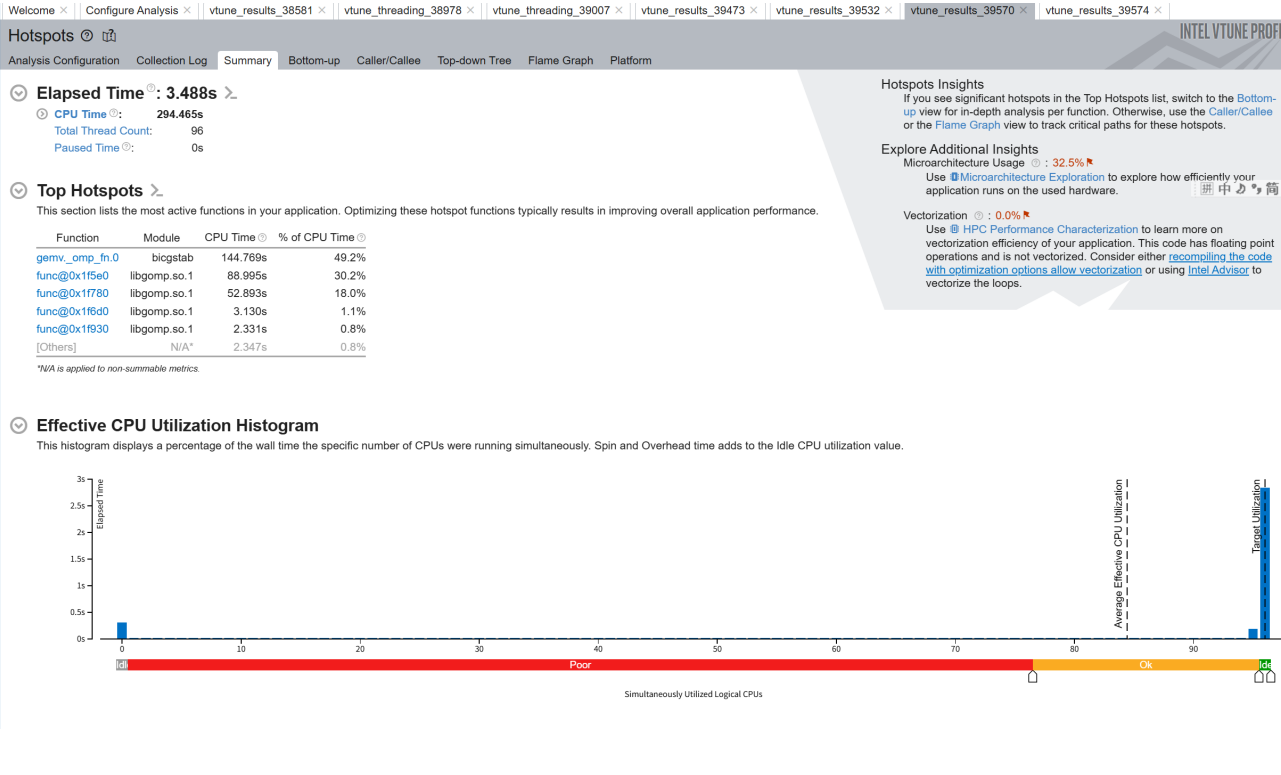 Welcome × Configure Analysis × vtune_results_38581 × vtune_threading_38978 × vtune_threading_39007 × vtune_results_39473 × vtune_results_39532 × vtune_results_39570 × vtune_results_39574 ×
Hotspots
INTEL VTUNE PROFI
Analysis Configuration Collection Log Summary Bottom-up Caller/Callee Top-down Tree Flame Graph Platform
Elapsed Time: 3.488s
CPU Time: 294.465s
Total Thread Count: 96
Paused Time: 0s
Top Hotspots
This section lists the most active functions in your application. Optimizing these hotspot functions typically results in improving overall application performance.
Function Module CPU Time % of CPU Time
gemv._omp_fn.0 bicgstab 144.769s 49.2%
func@0x1f5e0 libgomp.so.1 88.995s 30.2%
func@0x1f780 libgomp.so.1 52.893s 18.0%
func@0x1f6d0 libgomp.so.1 3.130s 1.1%
func@0x1f930 libgomp.so.1 2.331s 0.8%
[Others] N/A* 2.347s 0.8%
*N/A is applied to non-summable metrics.
Hotspots Insights
If you see significant hotspots in the Top Hotspots list, switch to the Bottom-
up view for in-depth analysis per function. Otherwise, use the Caller/Callee
or the Flame Graph view to track critical paths for these hotspots.
Explore Additional Insights
Microarchitecture Usage : 32.5%
Use Microarchitecture Exploration to explore how efficiently your
application runs on the used hardware.
拼 中 简
Vectorization : 0.0%
Use HPC Performance Characterization to learn more on
vectorization efficiency of your application. This code has floating point
operations and is not vectorized. Consider either recompiling the code
with optimization options allow vectorization or using Intel Advisor to
vectorize the loops.
Effective CPU Utilization Histogram
This histogram displays a percentage of the wall time the specific number of CPUs were running simultaneously. Spin and Overhead time adds to the Idle CPU utilization value.
3s
2.5s
2s
1.5s
1s
0.5s
0s
Elapsed Time
Average Effective CPU Utilization
Target Utilization
0 10 20 30 40 50 60 70 80 90
Idl Poor Ok Ide
Simultaneously Utilized Logical CPUs